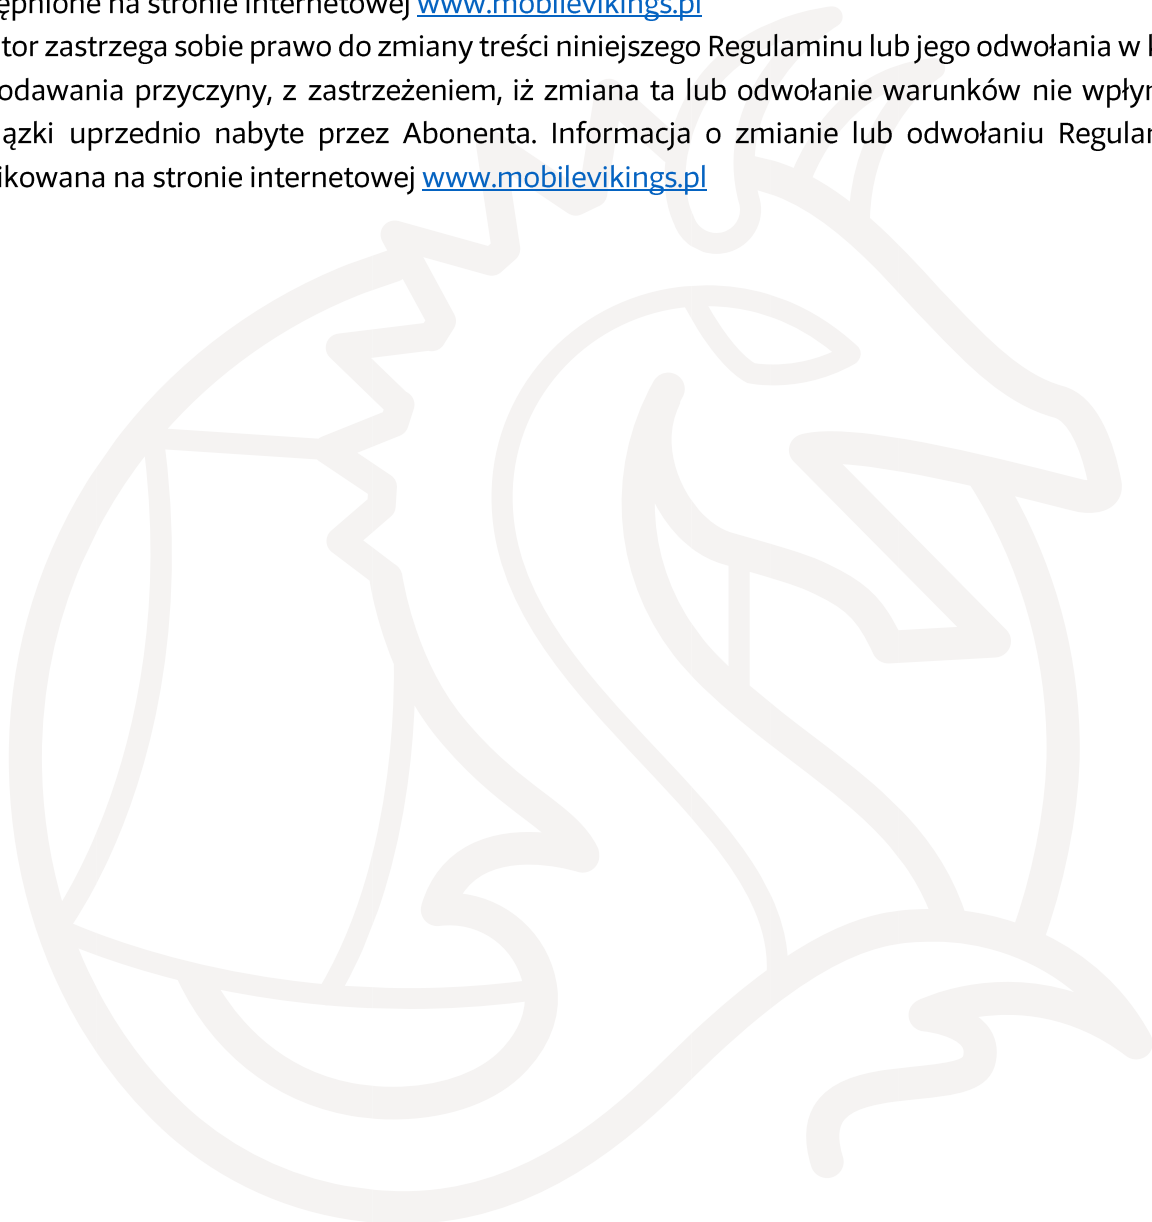 ępnione na stronie internetowej www.mobilevikings.pl
tor zastrzega sobie prawo do zmiany treści niniejszego Regulaminu lub jego odwołania w
odawania przyczyny, z zastrzeżeniem, iż zmiana ta lub odwołanie warunków nie wpły
ązki uprzednio nabyte przez Abonenta. Informacja o zmianie lub odwołaniu Regula
ikowana na stronie internetowej www.mobilevikings.pl